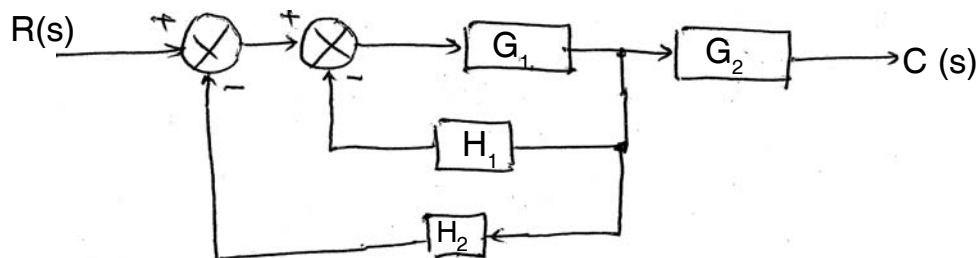 R(s) + + G₁ G₂ C (s)
− −
H₁
H₂